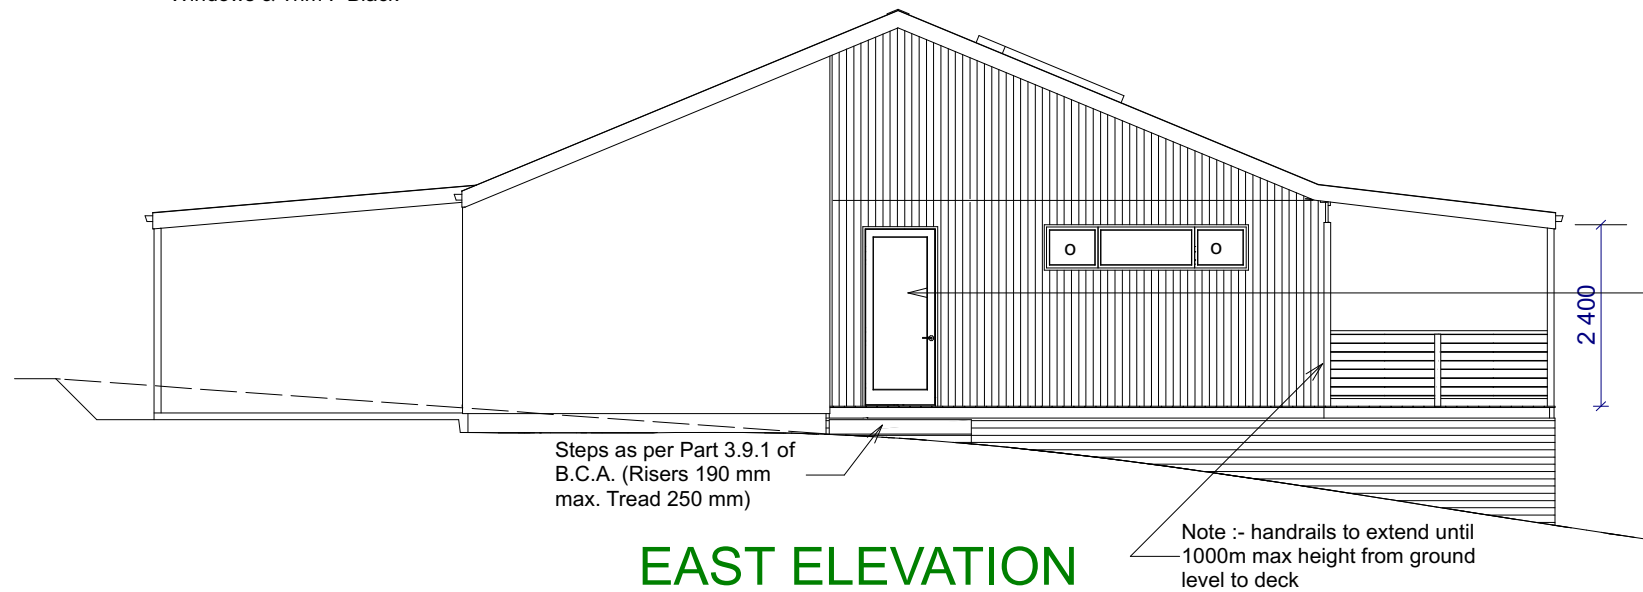 O
O
2 400
Steps as per Part 3.9.1 of
B.C.A. (Risers 190 mm
max. Tread 250 mm)
Note :- handrails to extend until
1000m max height from ground
level to deck
EAST ELEVATION